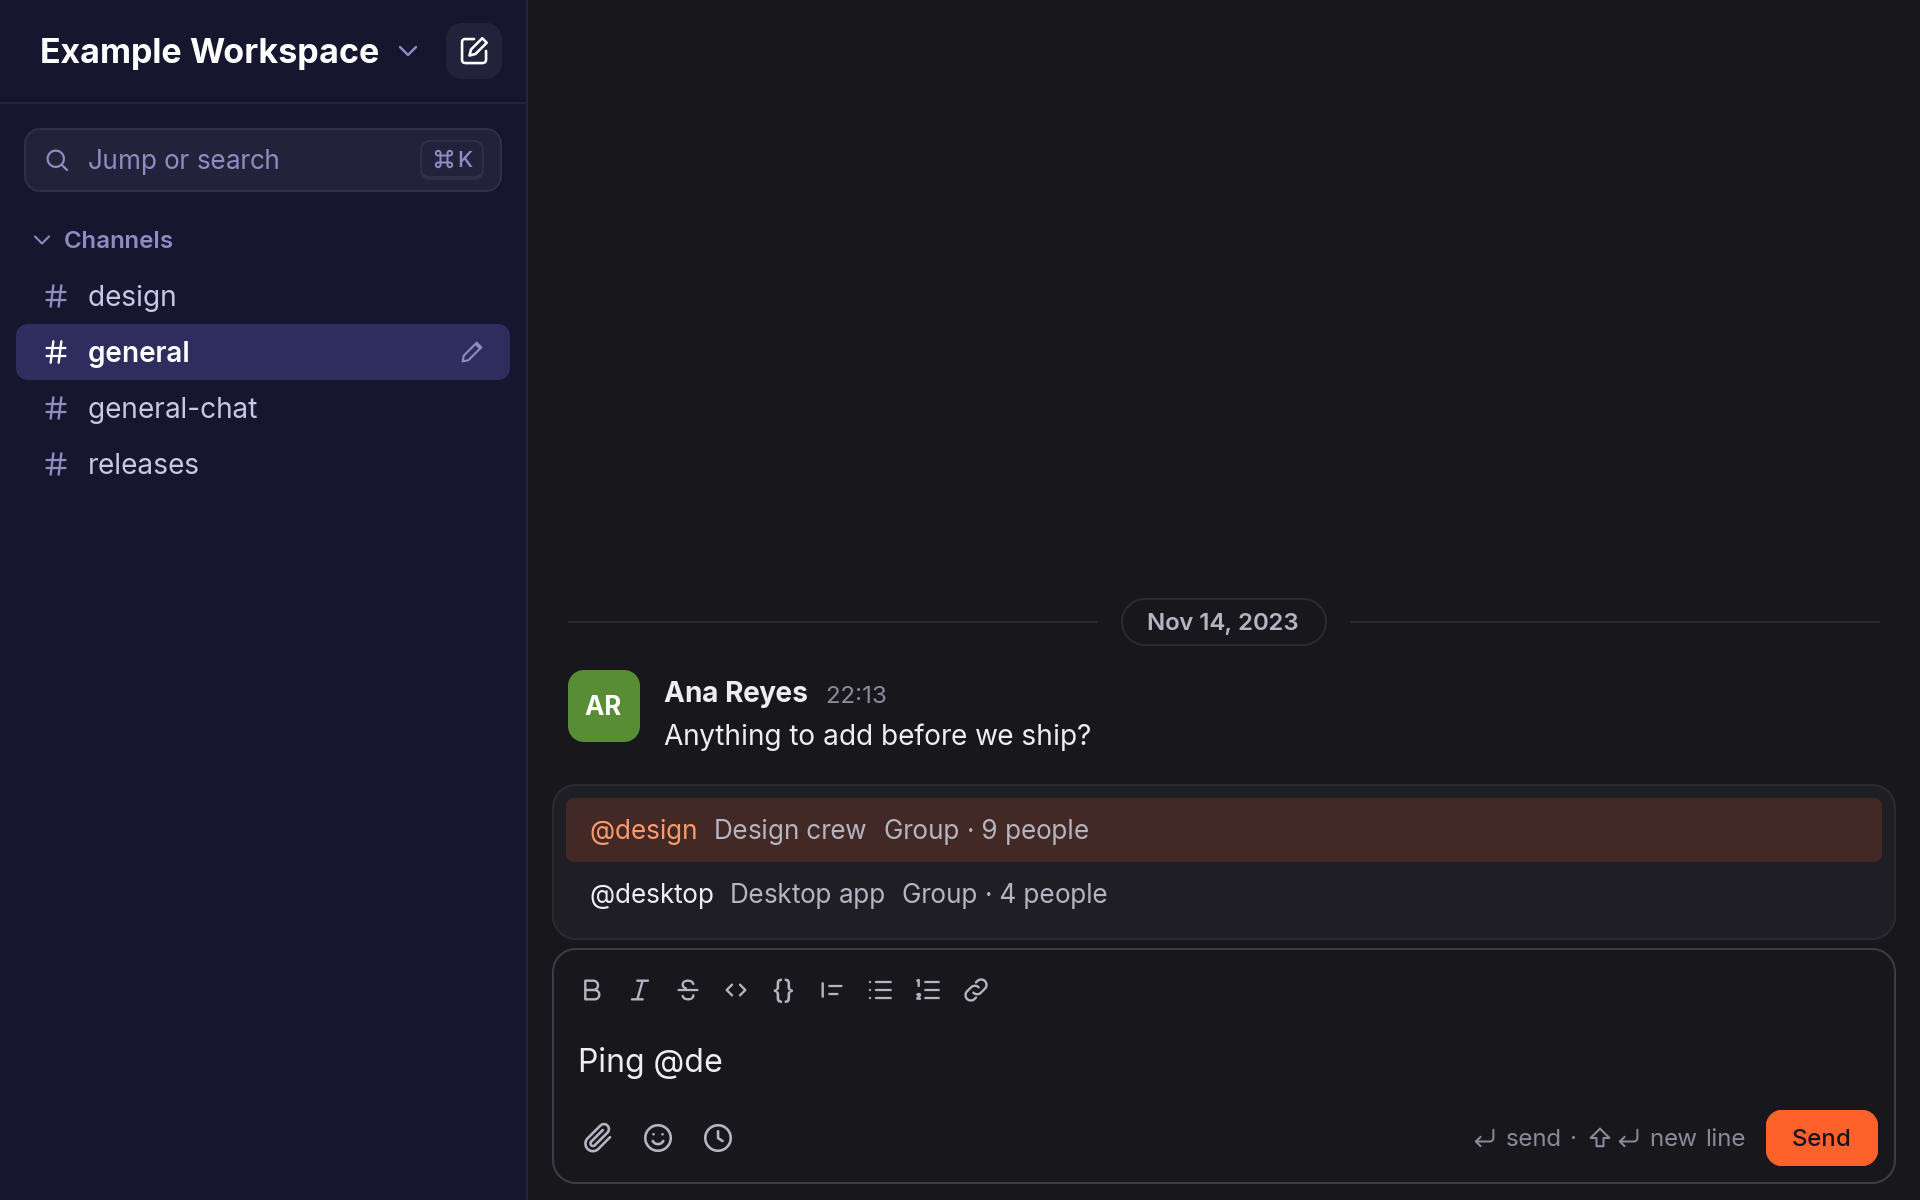 Example Workspace
Jump or search ⌘K
Channels
# design
# general
# general-chat
# releases
Nov 14, 2023
AR
Ana Reyes 22:13
Anything to add before we ship?
@design Design crew Group · 9 people
@desktop Desktop app Group · 4 people
Ping @de
send · new line
Send